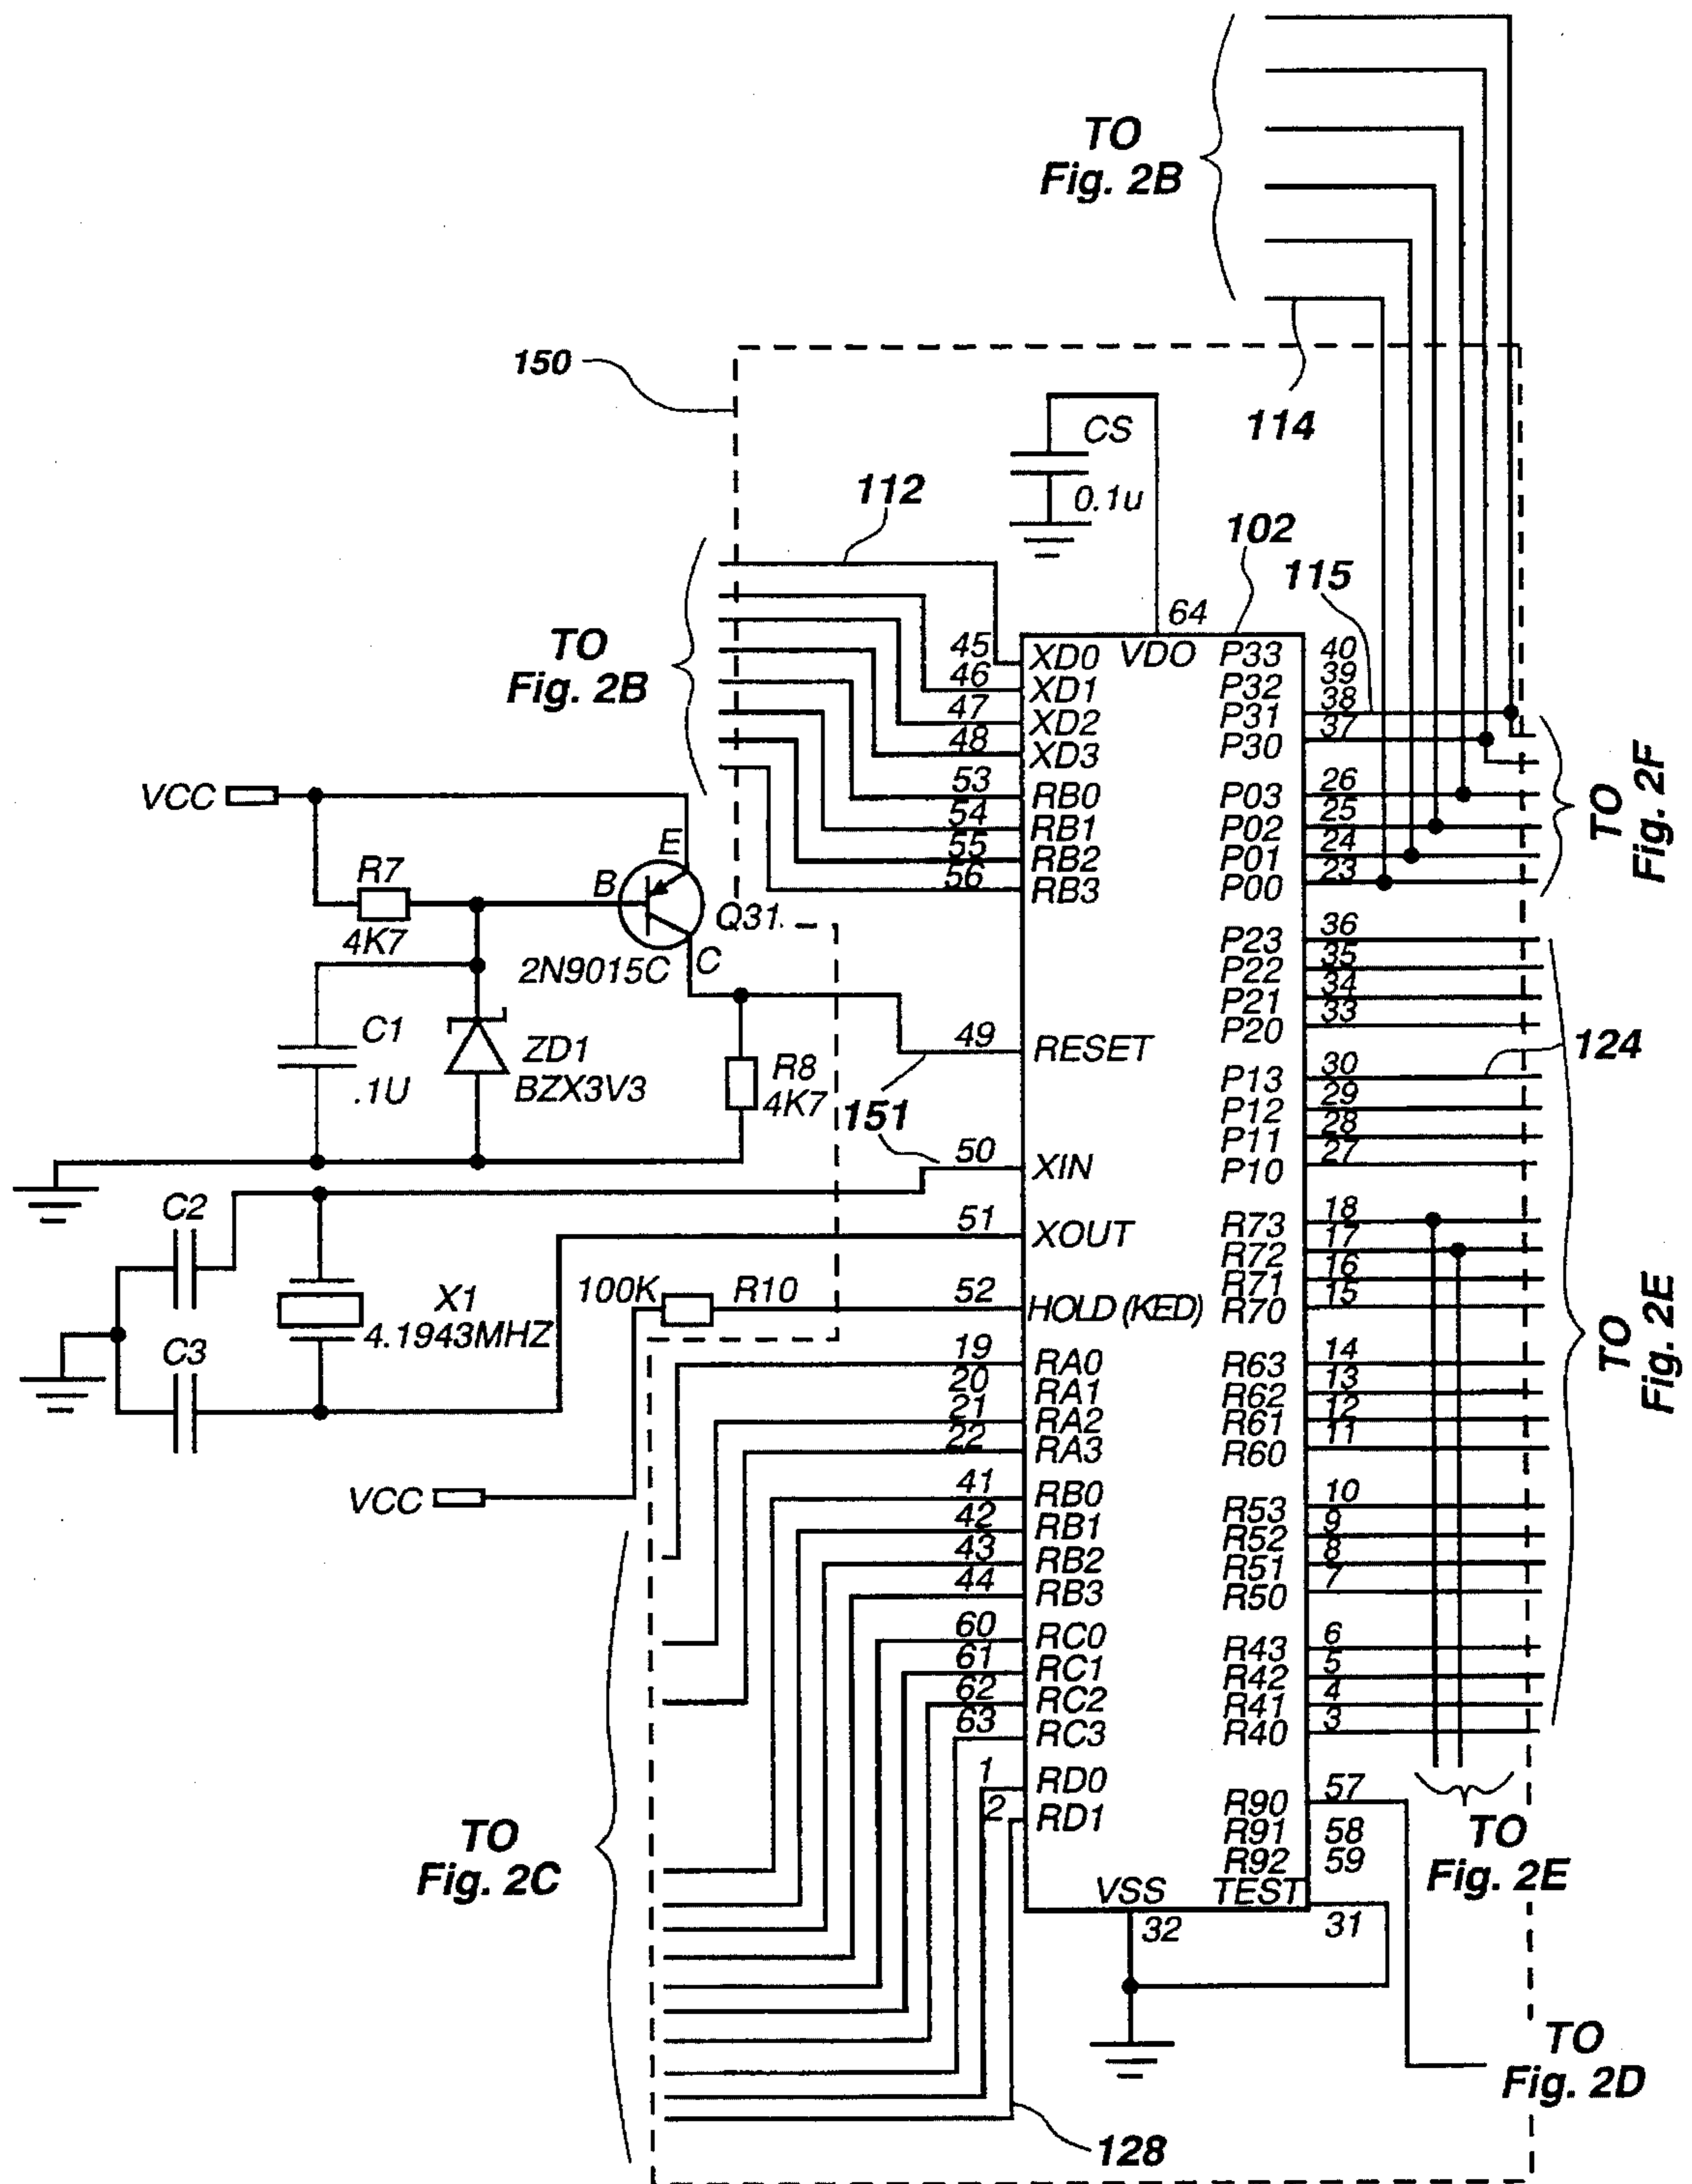 TO
Fig. 2B
150
114
CS
0.1u
112
102
115
TO
Fig. 2B
64
VDO
45 XD0
46 XD1
47 XD2
48 XD3
53 RB0
54 RB1
55 RB2
56 RB3
P33 40
P32 39
P31 38
P30 37
P03 26
P02 25
P01 24
P00 23
TO
Fig. 2F
VCC
R7
4K7
B
E
C
Q31
2N9015C
C1
.1U
ZD1
BZX3V3
R8
4K7
151
49 RESET
50 XIN
51 XOUT
52 HOLD (KED)
P23 36
P22 35
P21 34
P20 33
124
P13 30
P12 29
P11 28
P10 27
R73 18
R72 17
R71 16
R70 15
TO
Fig. 2E
C2
X1
4.1943MHZ
C3
100K
R10
VCC
19 RA0
20 RA1
21 RA2
22 RA3
41 RB0
42 RB1
43 RB2
44 RB3
60 RC0
61 RC1
62 RC2
63 RC3
1 RD0
2 RD1
R63 14
R62 13
R61 12
R60 11
R53 10
R52 9
R51 8
R50 7
R43 6
R42 5
R41 4
R40 3
R90 57
R91 58
R92 59
TEST
31
VSS
32
TO
Fig. 2E
TO
Fig. 2C
TO
Fig. 2D
128